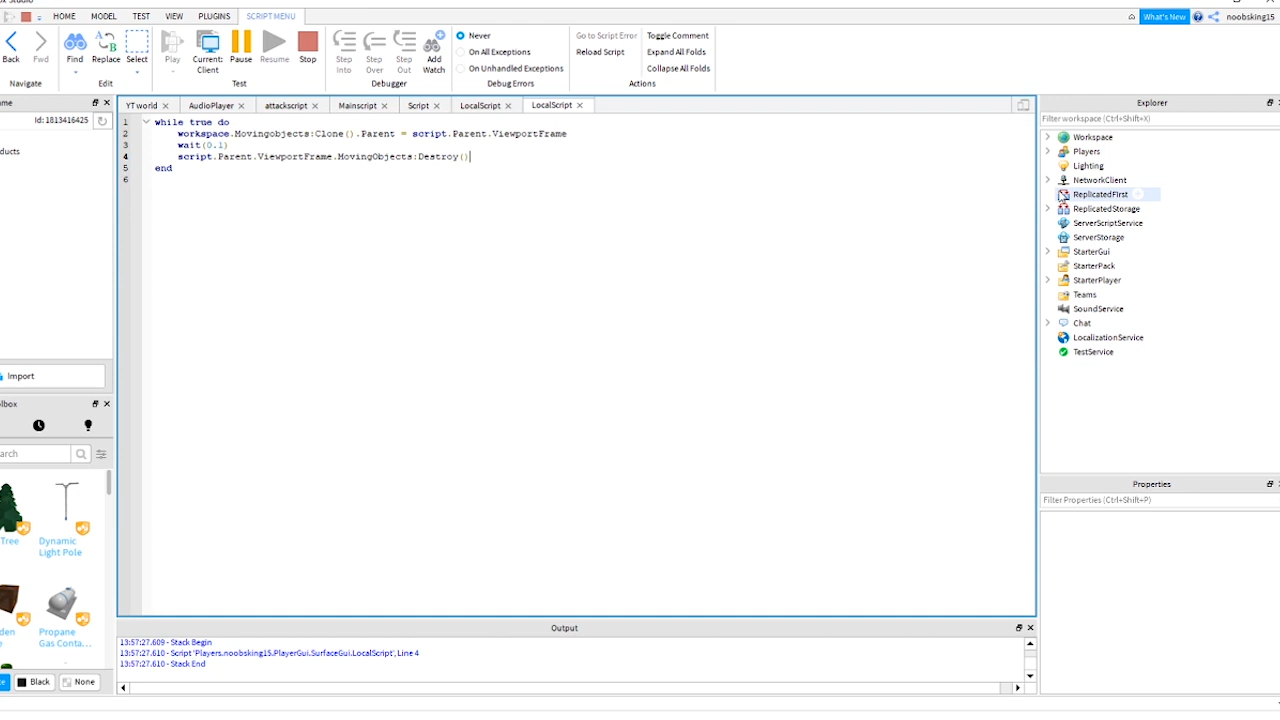 ox Studio
HOME MODEL TEST VIEW PLUGINS SCRIPT MENU What's New noobsking15
Back Fwd Find Replace Select Play Current: Client Pause Resume Stop Step Into Step Over Step Out Add Watch
Never
On All Exceptions
On Unhandled Exceptions
Go to Script Error
Reload Script
Toggle Comment
Expand All Folds
Collapse All Folds
Navigate Edit Test Debugger Debug Errors Actions
ame
Id: 1813416425
ducts
Import
olbox
earch
Tree
Dynamic
Light Pole
den
Propane
Gas Conta...
Black None
YT world AudioPlayer attackscript Mainscript Script LocalScript LocalScript
1 while true do
2 workspace.Movingobjects:Clone().Parent = script.Parent.ViewportFrame
3 wait(0.1)
4 script.Parent.ViewportFrame.MovingObjects:Destroy()
5 end
6
Output
13:57:27.609 - Stack Begin
13:57:27.610 - Script 'Players.noobsking15.PlayerGui.SurfaceGui.LocalScript', Line 4
13:57:27.610 - Stack End
Explorer
Filter workspace (Ctrl+Shift+X)
Workspace
Players
Lighting
NetworkClient
ReplicatedFirst
ReplicatedStorage
ServerScriptService
ServerStorage
StarterGui
StarterPack
StarterPlayer
Teams
SoundService
Chat
LocalizationService
TestService
Properties
Filter Properties (Ctrl+Shift+P)